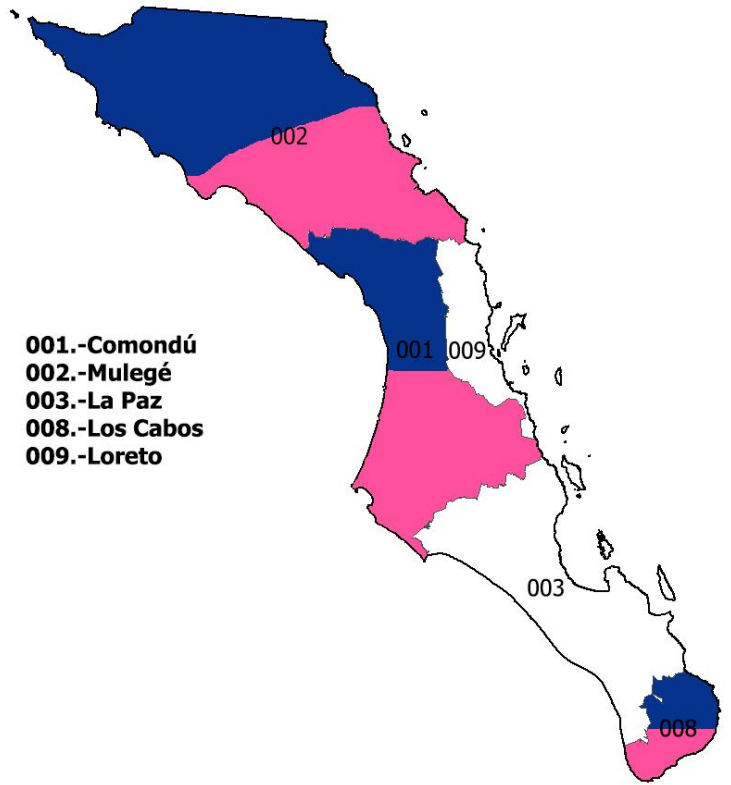 002
001.-Comondú
002.-Mulegé
003.-La Paz
008.-Los Cabos
009.-Loreto
001
009
003
008